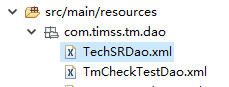 src/main/resources
com.timss.tm.dao
TechSRDao.xml
TmCheckTestDao.xml